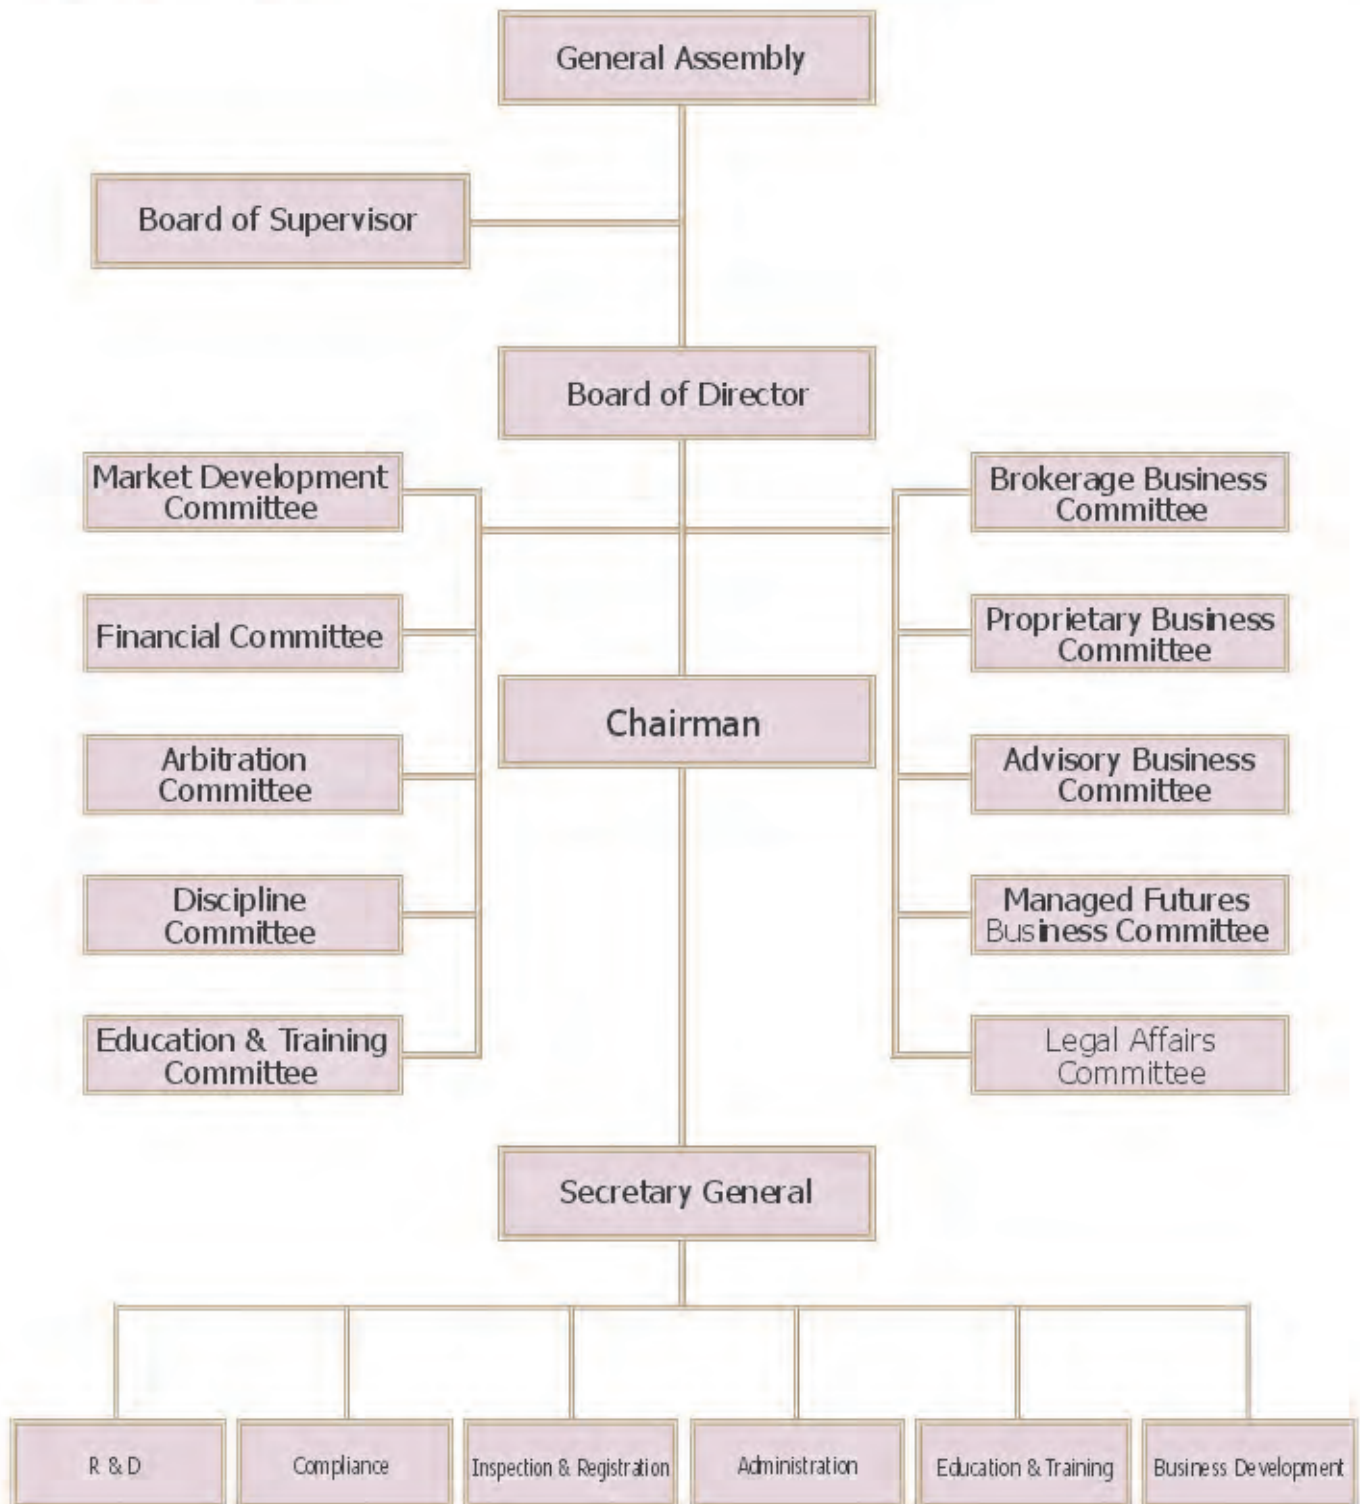 General Assembly
Board of Supervisor
Board of Director
Market Development
Committee
Brokerage Business
Committee
Financial Committee
Proprietary Business
Committee
Chairman
Arbitration
Committee
Advisory Business
Committee
Discipline
Committee
Managed Futures
Business Committee
Education & Training
Committee
Legal Affairs
Committee
Secretary General
R & D
Compliance
Inspection & Registration
Administration
Education & Training
Business Development